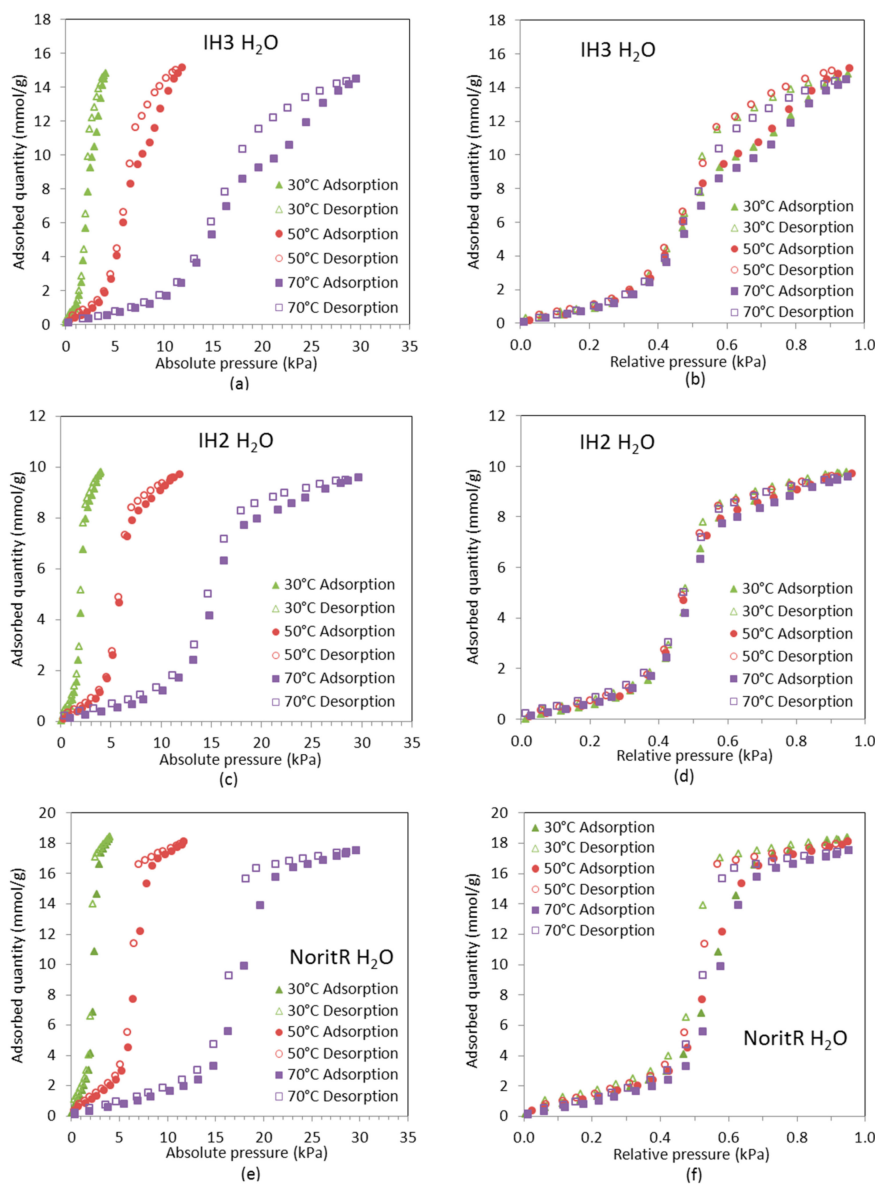 IH3 H₂O
Adsorbed quantity (mmol/g)
18
16
14
12
10
8
6
4
2
0
30°C Adsorption
30°C Desorption
50°C Adsorption
50°C Desorption
70°C Adsorption
70°C Desorption
0 5 10 15 20 25 30 35
Absolute pressure (kPa)
(a)
IH3 H₂O
Adsorbed quantity (mmol/g)
18
16
14
12
10
8
6
4
2
0
30°C Adsorption
30°C Desorption
50°C Adsorption
50°C Desorption
70°C Adsorption
70°C Desorption
0.0 0.2 0.4 0.6 0.8 1.0
Relative pressure (kPa)
(b)
IH2 H₂O
Adsorbed quantity (mmol/g)
12
10
8
6
4
2
0
30°C Adsorption
30°C Desorption
50°C Adsorption
50°C Desorption
70°C Adsorption
70°C Desorption
0 5 10 15 20 25 30 35
Absolute pressure (kPa)
(c)
IH2 H₂O
Adsorbed quantity (mmol/g)
12
10
8
6
4
2
0
30°C Adsorption
30°C Desorption
50°C Adsorption
50°C Desorption
70°C Adsorption
70°C Desorption
0.0 0.2 0.4 0.6 0.8 1.0
Relative pressure (kPa)
(d)
Adsorbed quantity (mmol/g)
20
18
16
14
12
10
8
6
4
2
0
NoritR H₂O
30°C Adsorption
30°C Desorption
50°C Adsorption
50°C Desorption
70°C Adsorption
70°C Desorption
0 5 10 15 20 25 30 35
Absolute pressure (kPa)
(e)
Adsorbed quantity (mmol/g)
20
18
16
14
12
10
8
6
4
2
0
30°C Adsorption
30°C Desorption
50°C Adsorption
50°C Desorption
70°C Adsorption
70°C Desorption
NoritR H₂O
0.0 0.2 0.4 0.6 0.8 1.0
Relative pressure (kPa)
(f)